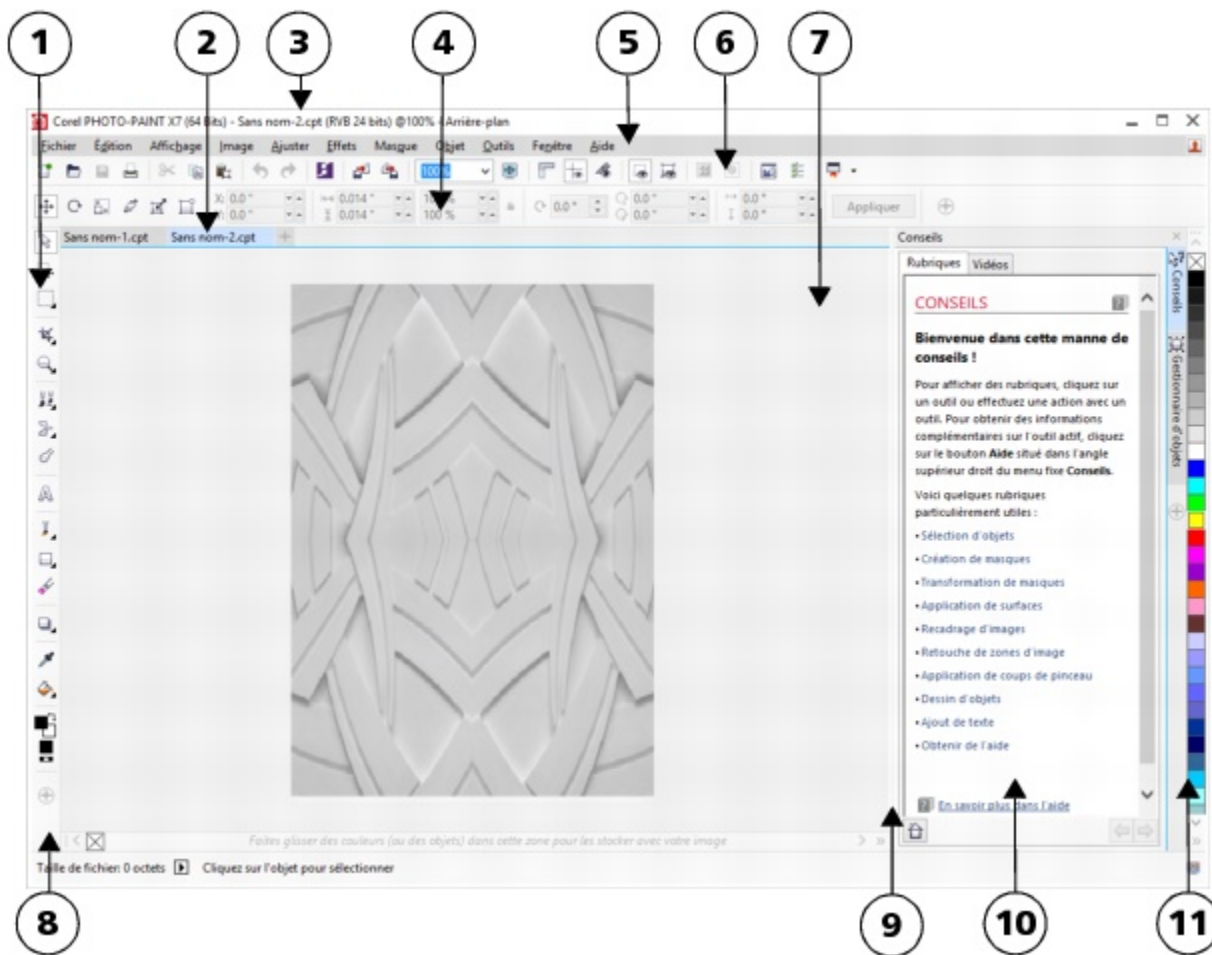 1 2 3 4 5 6 7
Corel PHOTO-PAINT X7 (64 Bits) - Sans nom-2.cpt (RVB 24 bits) @100% - Arrière-plan
Fichier Édition Affichage Image Ajuster Effets Masque Objet Outils Fenêtre Aide
100%
X: 0.0 " 0.014 " 100 % 0.0 ° 0.0 " 0.0 "
Y: 0.0 " 0.014 " 100 % 0.0 " 0.0 "
Appliquer
Sans nom-1.cpt Sans nom-2.cpt
Conseils
Rubriques Vidéos
CONSEILS
Bienvenue dans cette manne de
conseils !
Pour afficher des rubriques, cliquez sur
un outil ou effectuez une action avec un
outil. Pour obtenir des informations
complémentaires sur l'outil actif, cliquez
sur le bouton Aide situé dans l'angle
supérieur droit du menu fixe Conseils.
Voici quelques rubriques
particulièrement utiles :
• Sélection d'objets
• Création de masques
• Transformation de masques
• Application de surfaces
• Recadrage d'images
• Retouche de zones d'image
• Application de coups de pinceau
• Dessin d'objets
• Ajout de texte
• Obtenir de l'aide
En savoir plus dans l'aide
Conseils
Gestionnaire d'objets
Faites glisser des couleurs (ou des objets) dans cette zone pour les stocker avec votre image
Taille de fichier: 0 octets Cliquez sur l'objet pour sélectionner
8 9 10 11